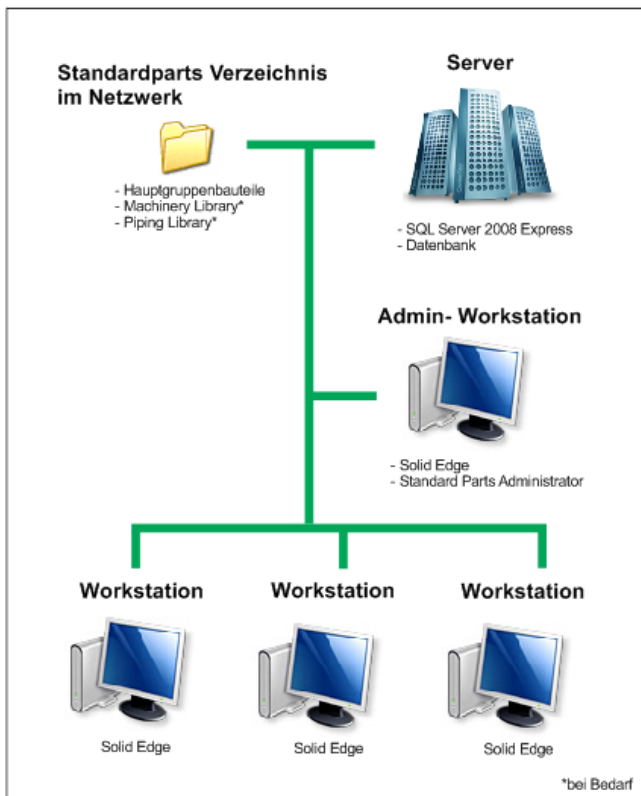 Standardparts Verzeichnis
im Netzwerk
- Hauptgruppenbauteile
- Machinery Library*
- Piping Library*
Server
- SQL Server 2008 Express
- Datenbank
Admin- Workstation
- Solid Edge
- Standard Parts Administrator
Workstation
Solid Edge
Workstation
Solid Edge
Workstation
Solid Edge
*bei Bedarf